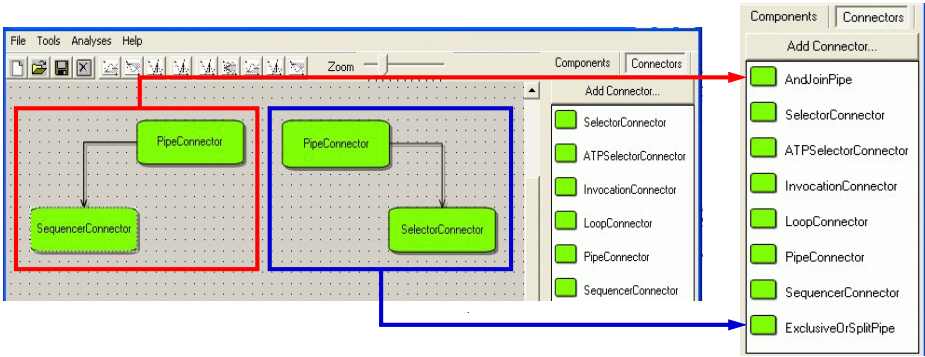 File Tools Analyses Help
Zoom
Components Connectors
Add Connector...
SelectorConnector
ATPSelectorConnector
InvocationConnector
LoopConnector
PipeConnector
SequencerConnector
PipeConnector
SequencerConnector
PipeConnector
SelectorConnector
Components Connectors
Add Connector...
AndJoinPipe
SelectorConnector
ATPSelectorConnector
InvocationConnector
LoopConnector
PipeConnector
SequencerConnector
ExclusiveOrSplitPipe